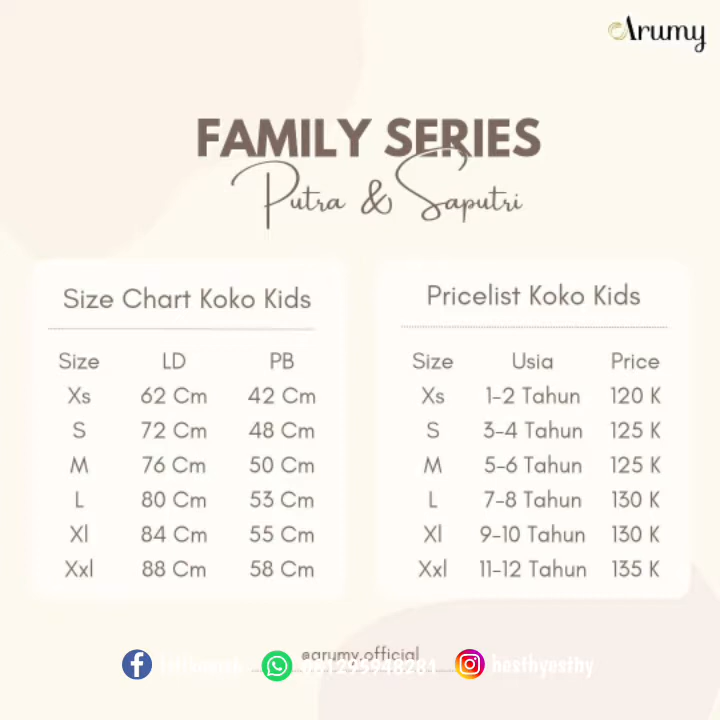 Arumy
FAMILY SERIES
Putra & Saputri
Size Chart Koko Kids
Size LD PB
Xs 62 Cm 42 Cm
S 72 Cm 48 Cm
M 76 Cm 50 Cm
L 80 Cm 53 Cm
Xl 84 Cm 55 Cm
Xxl 88 Cm 58 Cm
Pricelist Koko Kids
Size Usia Price
Xs 1-2 Tahun 120 K
S 3-4 Tahun 125 K
M 5-6 Tahun 125 K
L 7-8 Tahun 130 K
Xl 9-10 Tahun 130 K
Xxl 11-12 Tahun 135 K
@arumy.official
hesthyesthy